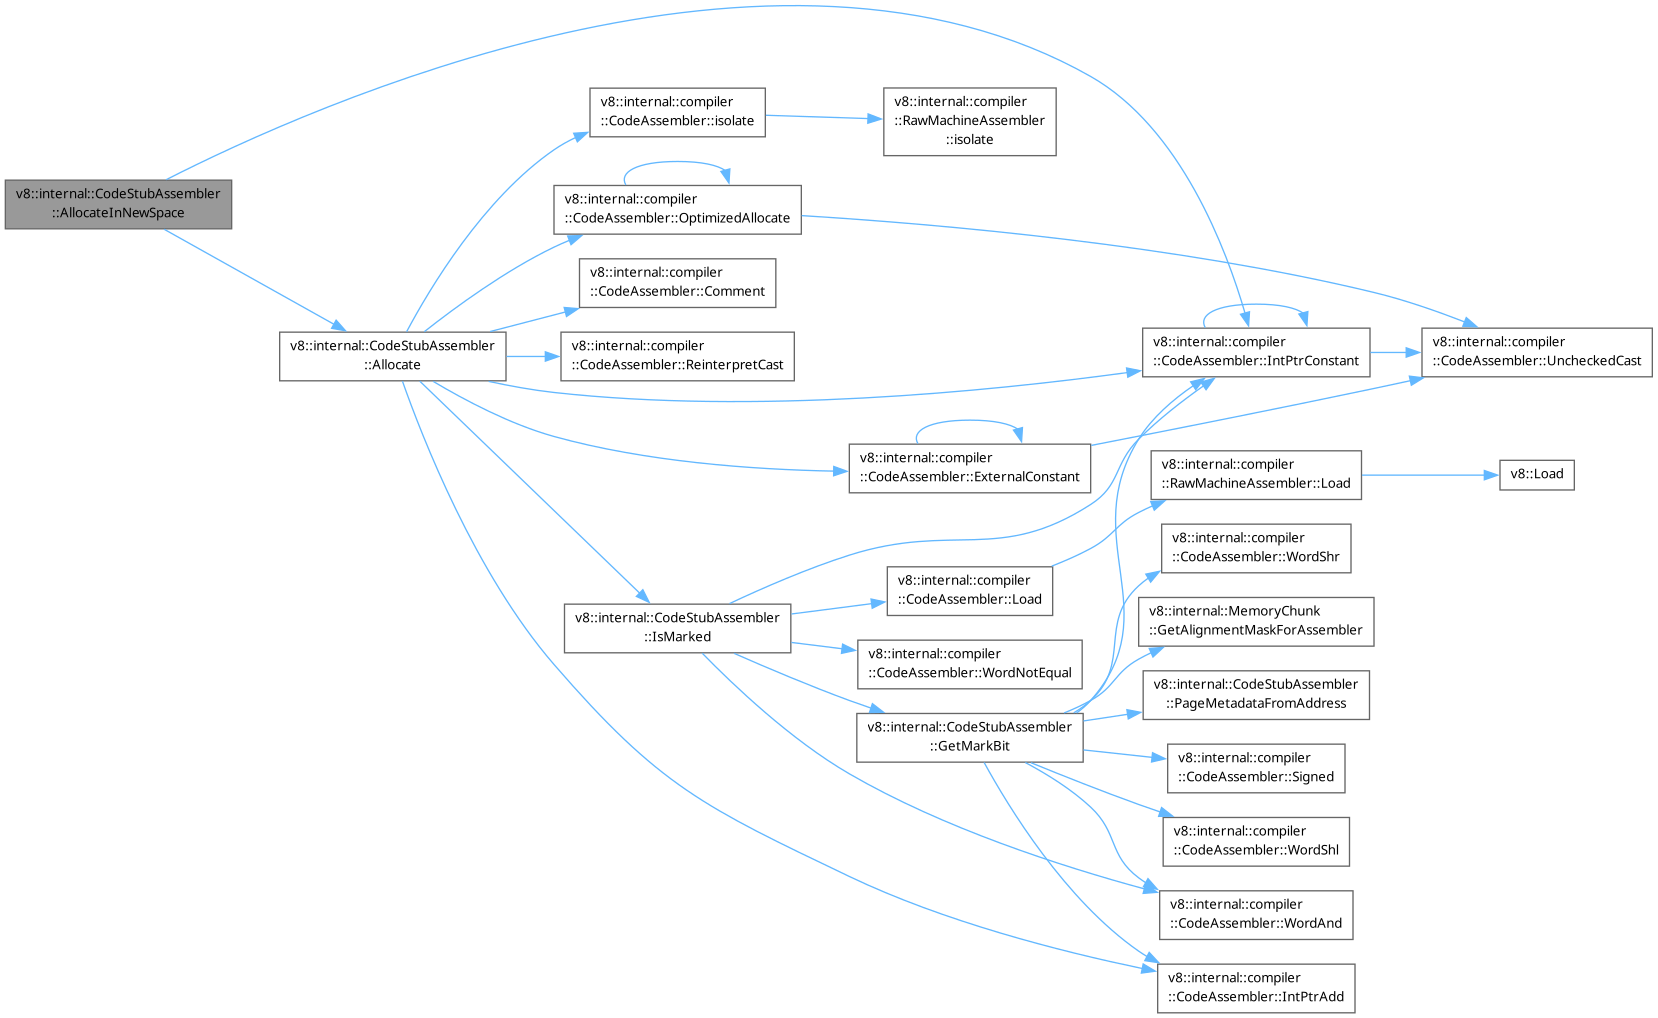 v8::internal::CodeStubAssembler
::AllocateInNewSpace
v8::internal::CodeStubAssembler
::Allocate
v8::internal::compiler
::CodeAssembler::isolate
v8::internal::compiler
::RawMachineAssembler
::isolate
v8::internal::compiler
::CodeAssembler::OptimizedAllocate
v8::internal::compiler
::CodeAssembler::Comment
v8::internal::compiler
::CodeAssembler::ReinterpretCast
v8::internal::compiler
::CodeAssembler::IntPtrConstant
v8::internal::compiler
::CodeAssembler::UncheckedCast
v8::internal::compiler
::CodeAssembler::ExternalConstant
v8::internal::compiler
::RawMachineAssembler::Load
v8::Load
v8::internal::compiler
::CodeAssembler::WordShr
v8::internal::CodeStubAssembler
::IsMarked
v8::internal::compiler
::CodeAssembler::Load
v8::internal::MemoryChunk
::GetAlignmentMaskForAssembler
v8::internal::compiler
::CodeAssembler::WordNotEqual
v8::internal::CodeStubAssembler
::PageMetadataFromAddress
v8::internal::CodeStubAssembler
::GetMarkBit
v8::internal::compiler
::CodeAssembler::Signed
v8::internal::compiler
::CodeAssembler::WordShl
v8::internal::compiler
::CodeAssembler::WordAnd
v8::internal::compiler
::CodeAssembler::IntPtrAdd